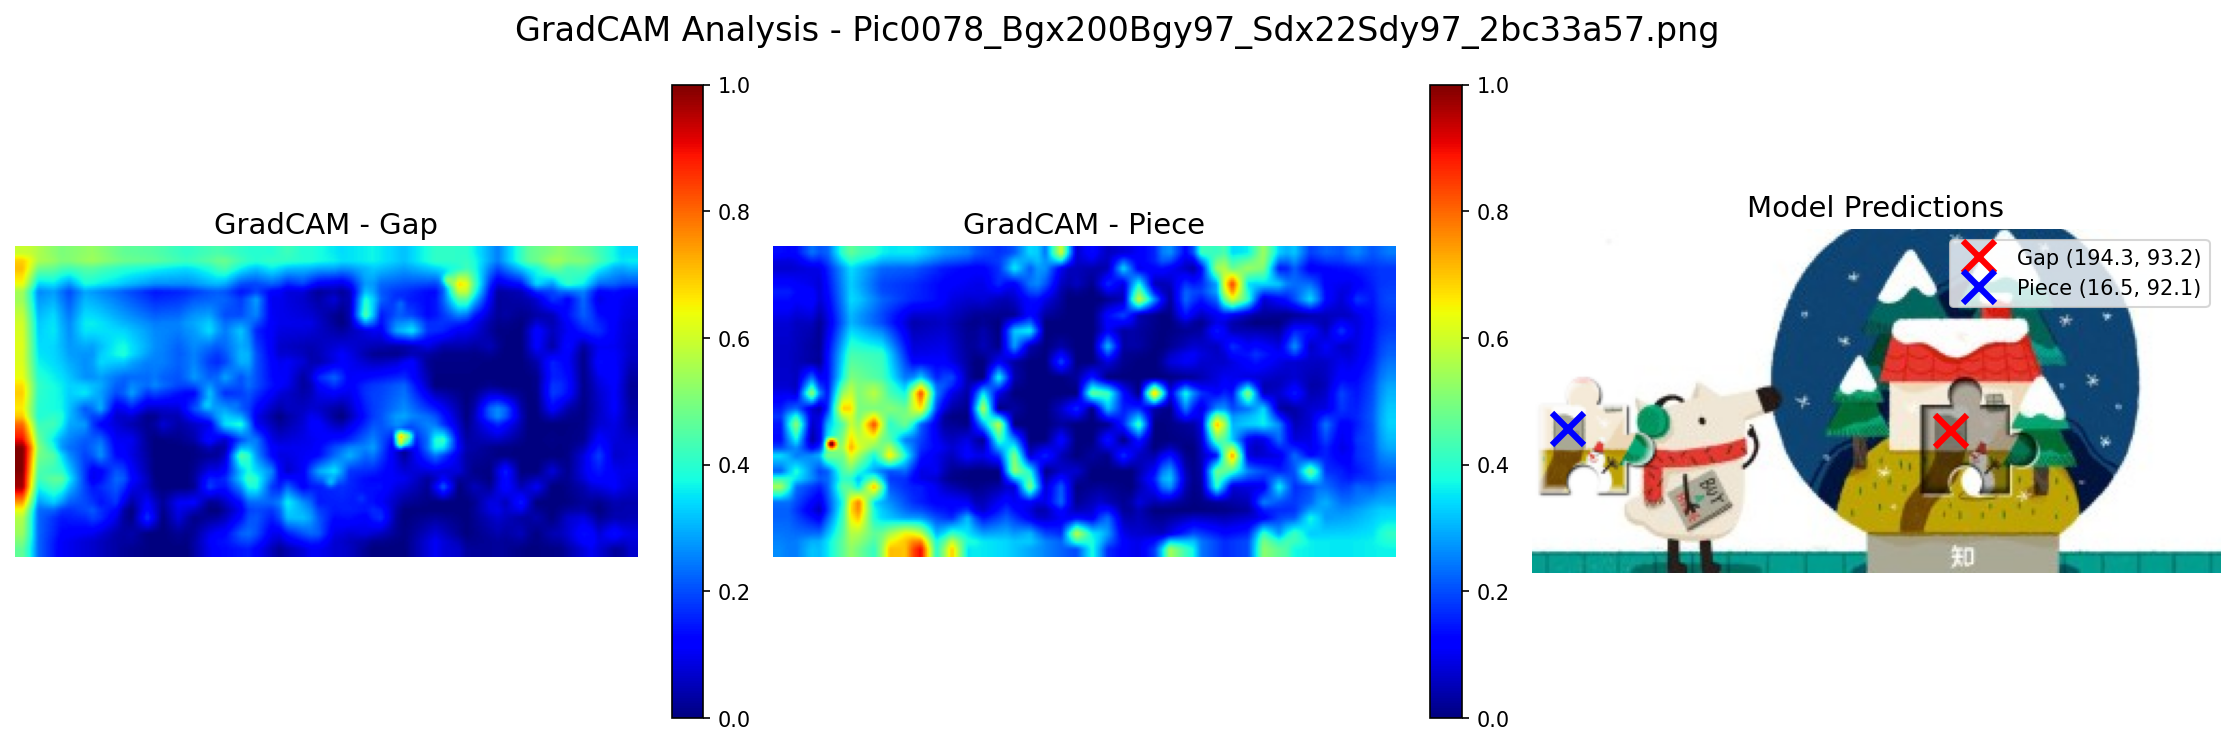 GradCAM Analysis - Pic0078_Bgx200Bgy97_Sdx22Sdy97_2bc33a57.png
GradCAM - Gap
1.0
0.8
0.6
0.4
0.2
0.0
GradCAM - Piece
1.0
0.8
0.6
0.4
0.2
0.0
Model Predictions
Gap (194.3, 93.2)
Piece (16.5, 92.1)
BUY
知